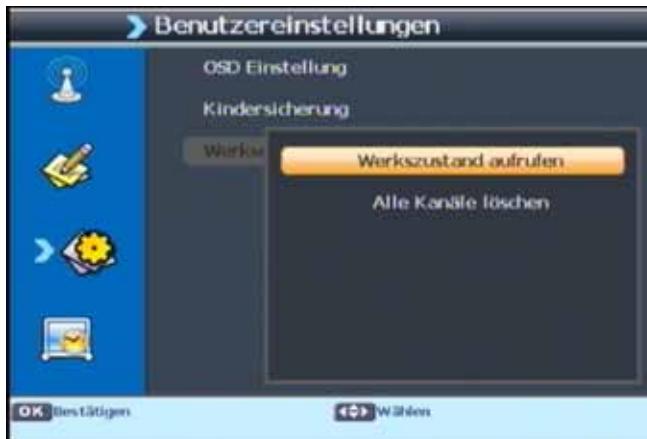 Benutzereinstellungen
OSD Einstellung
Kindersicherung
Werkszustand aufrufen
Alle Kanäle löschen
OK Bestätigen
Wählen